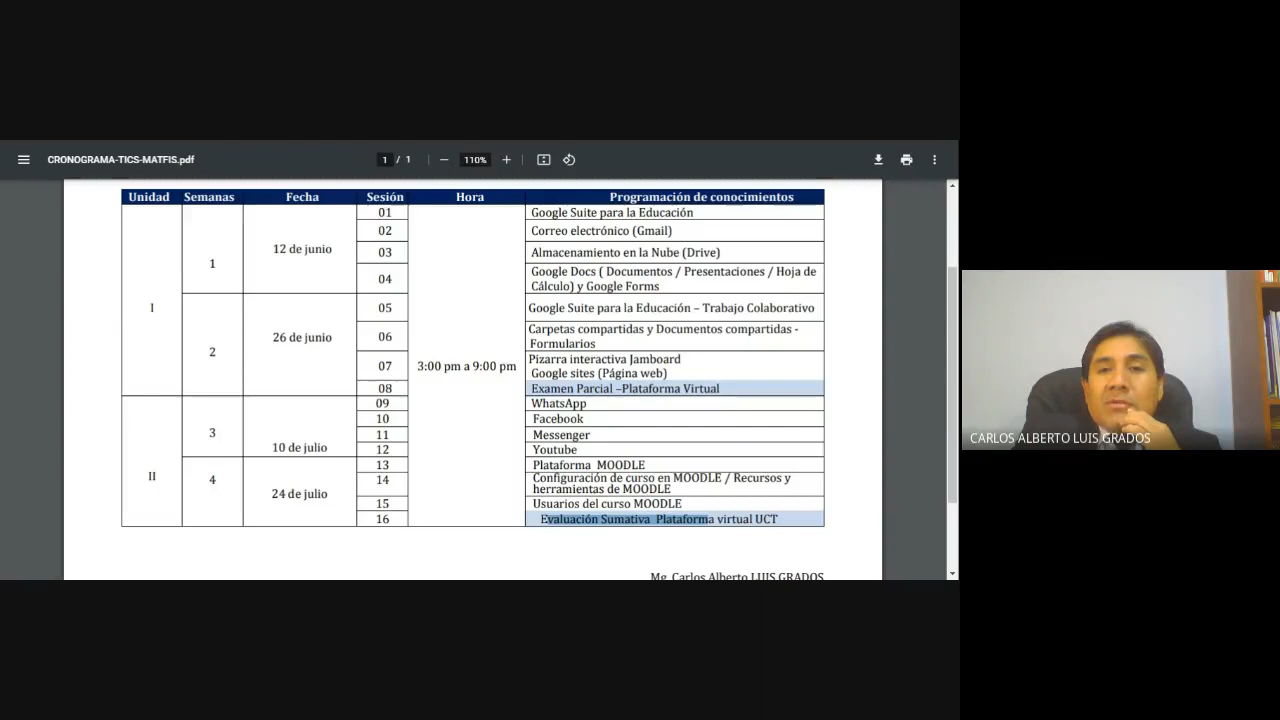 CRONOGRAMA-TICS-MATFIS.pdf
1 / 1
110%
Unidad Semanas Fecha Sesión Hora Programación de conocimientos
01 Google Suite para la Educación
02 Correo electrónico (Gmail)
12 de junio
03 Almacenamiento en la Nube (Drive)
1
04 Google Docs ( Documentos / Presentaciones / Hoja de
Cálculo) y Google Forms
I
05 Google Suite para la Educación – Trabajo Colaborativo
26 de junio
06 Carpetas compartidas y Documentos compartidas -
Formularios
2
3:00 pm a 9:00 pm
07 Pizarra interactiva Jamboard
Google sites (Página web)
08 Examen Parcial –Plataforma Virtual
09 WhatsApp
10 Facebook
3
11 Messenger
10 de julio
12 Youtube
II
13 Plataforma MOODLE
4
14 Configuración de curso en MOODLE / Recursos y
herramientas de MOODLE
24 de julio
15 Usuarios del curso MOODLE
16 Evaluación Sumativa Plataforma virtual UCT
Mg. Carlos Alberto LUIS GRADOS
CARLOS ALBERTO LUIS GRADOS